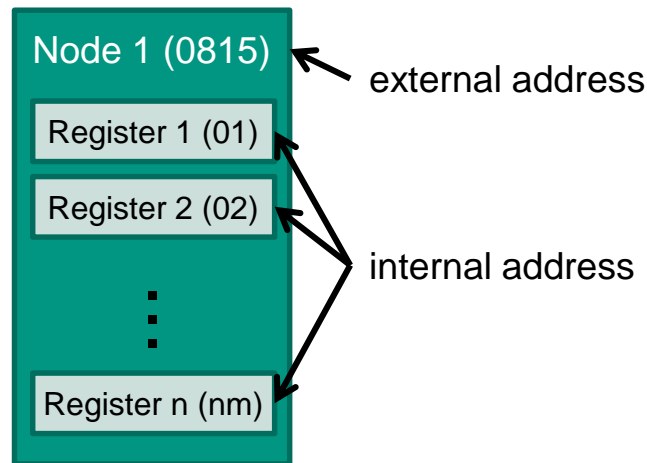 Node 1 (0815)
external address
Register 1 (01)
Register 2 (02)
internal address
Register n (nm)